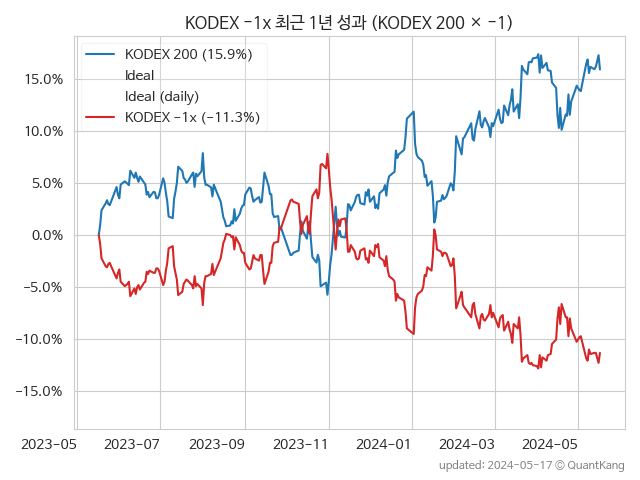 KODEX -1x 최근 1년 성과 (KODEX 200 × -1)
KODEX 200 (15.9%)
Ideal
Ideal (daily)
KODEX -1x (-11.3%)
15.0%
10.0%
5.0%
0.0%
-5.0%
-10.0%
-15.0%
2023-05 2023-07 2023-09 2023-11 2024-01 2024-03 2024-05
updated: 2024-05-17 © QuantKang